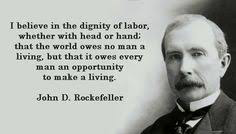 I believe in the dignity of labor,
whether with head or hand;
that the world owes no man a
living, but that it owes every
man an opportunity
to make a living.
John D. Rockefeller